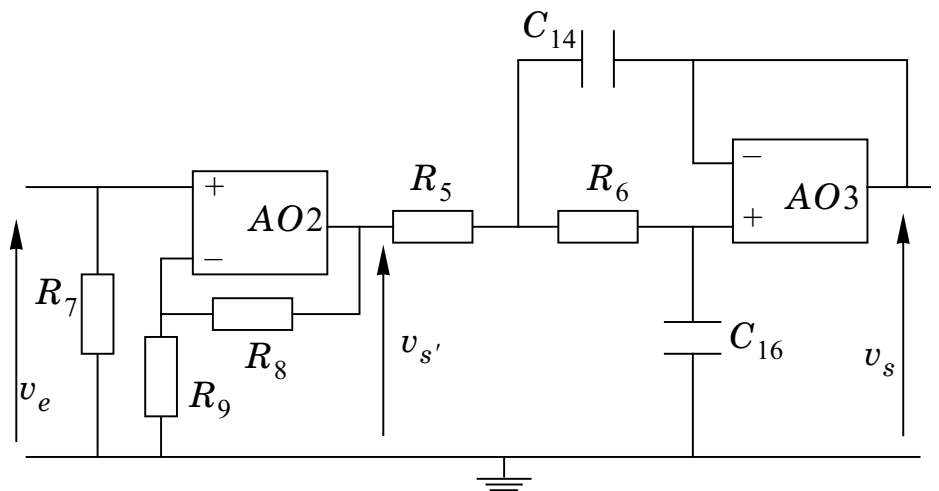 C14
−
AO3
+
R5
R6
+
AO2
−
R7
R8
R9
ve
vs'
C16
vs